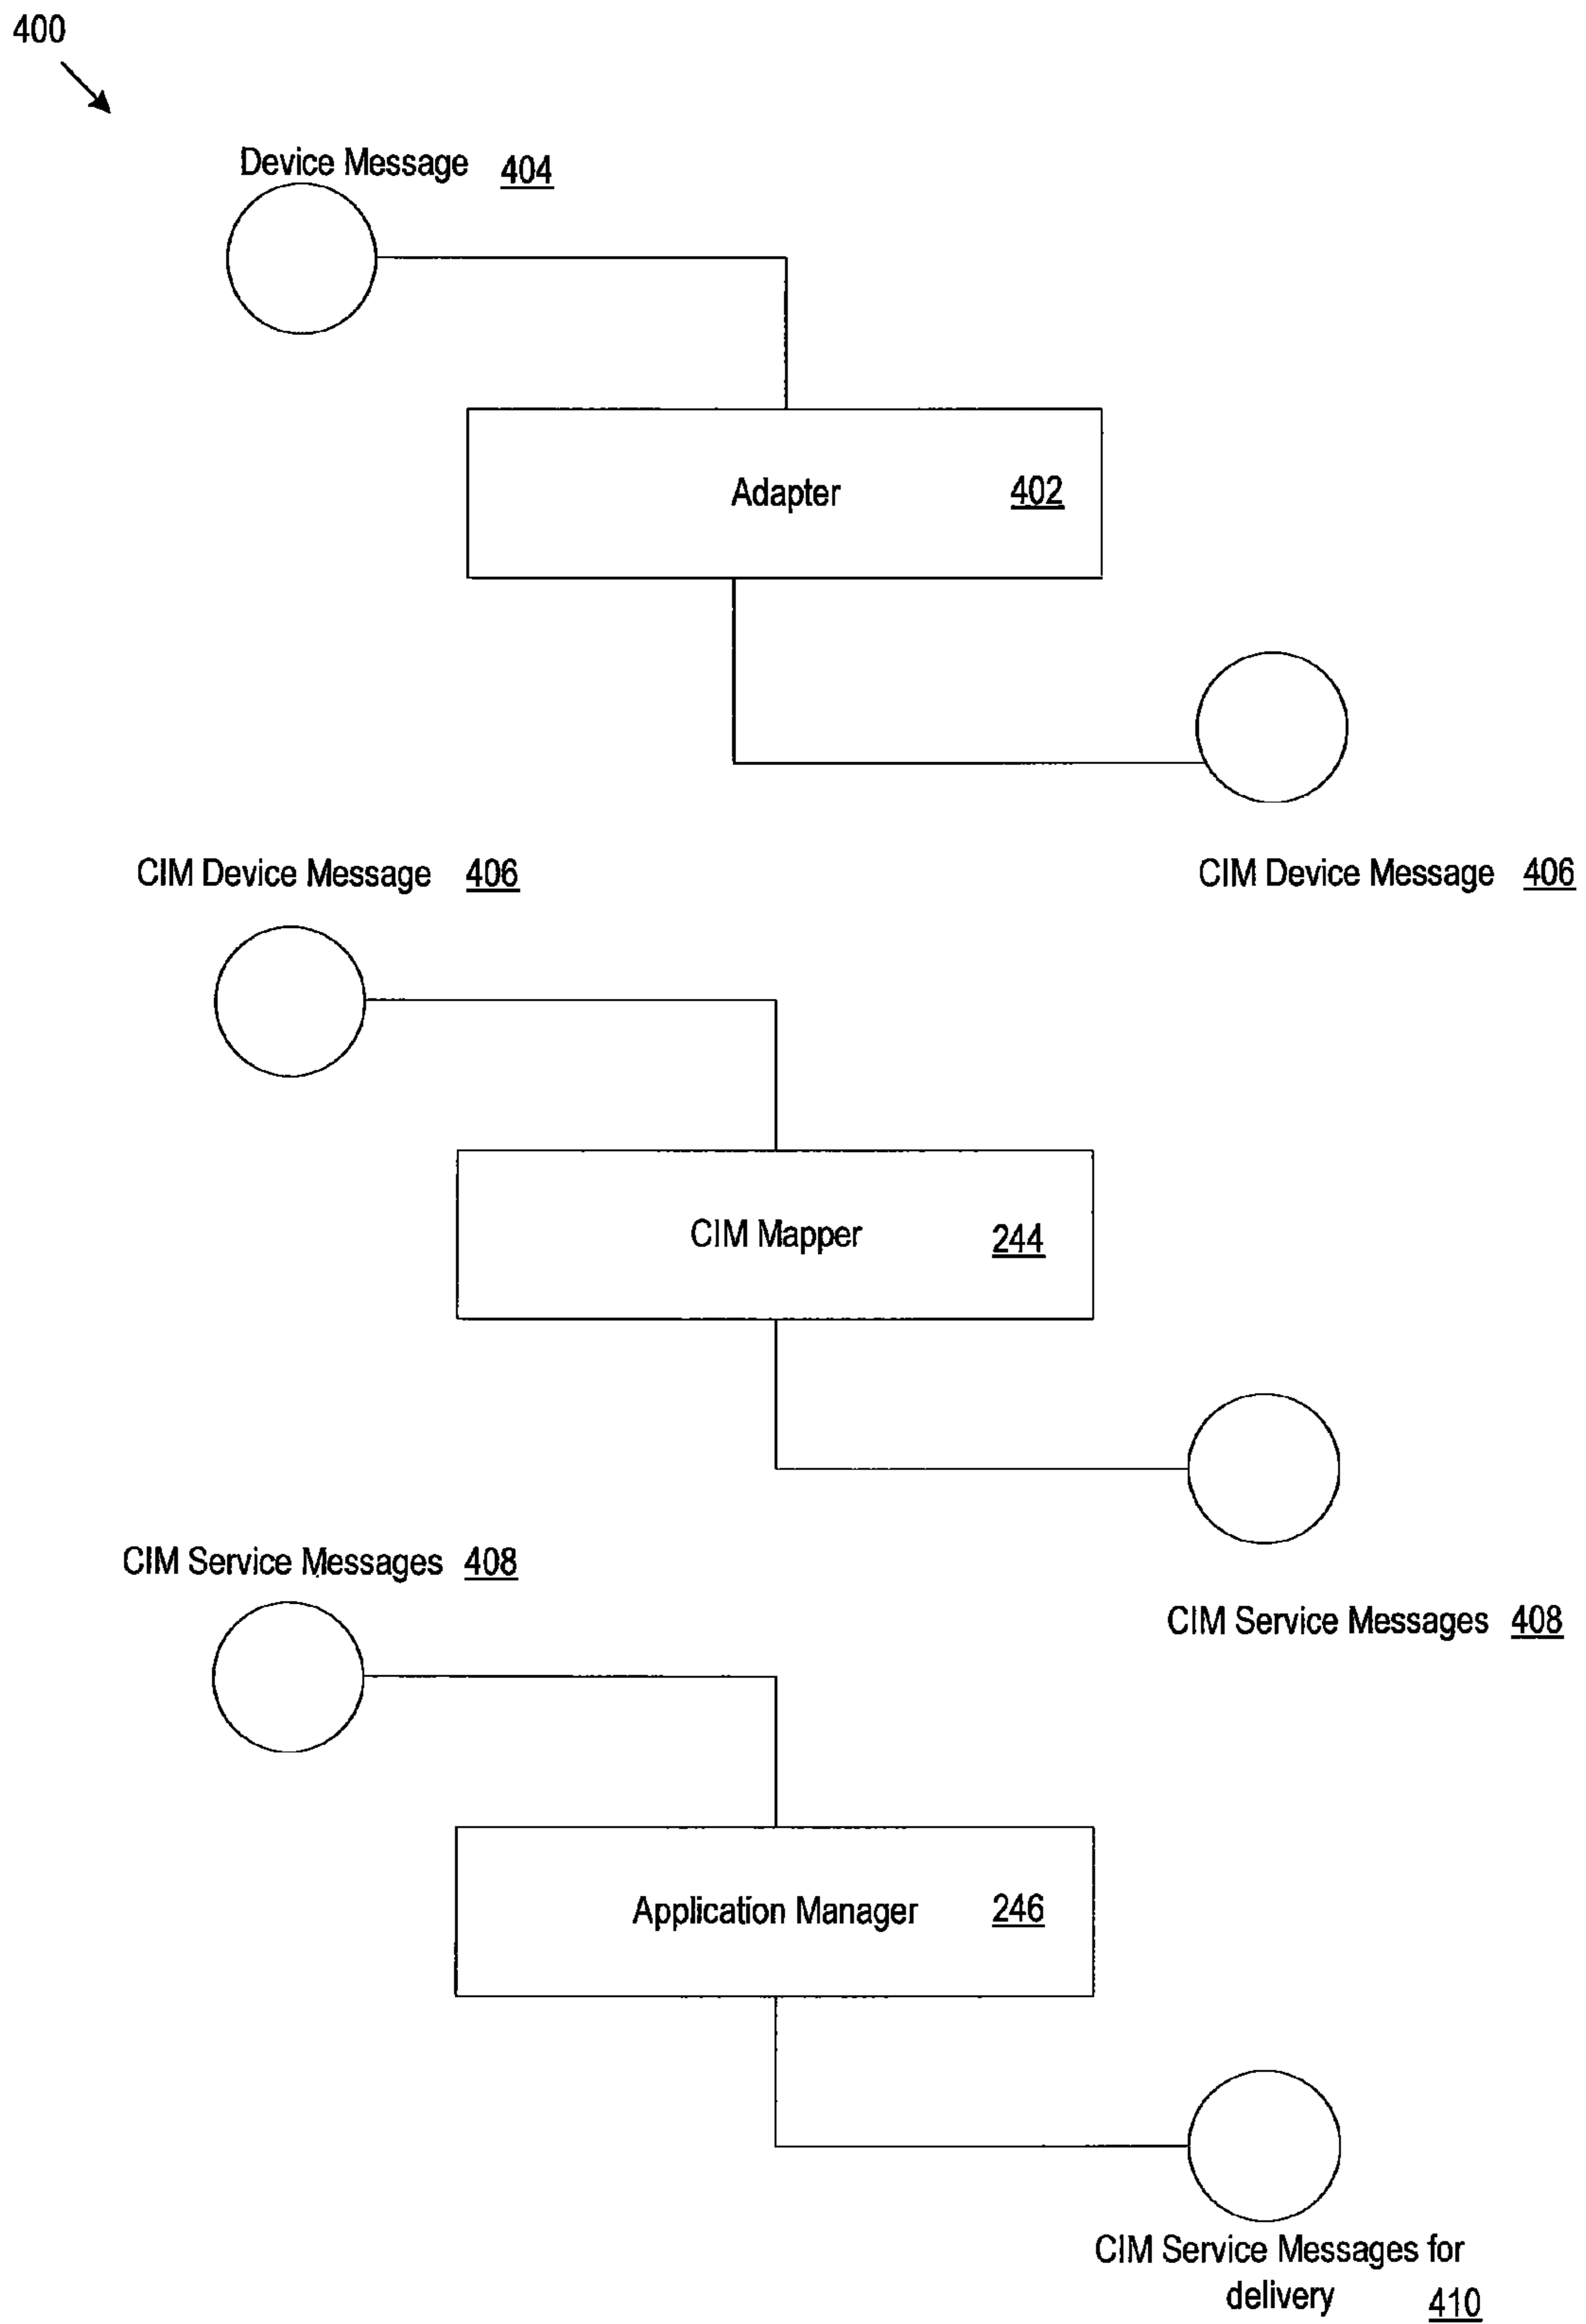 400
Device Message 404
Adapter 402
CIM Device Message 406
CIM Device Message 406
CIM Mapper 244
CIM Service Messages 408
CIM Service Messages 408
Application Manager 246
CIM Service Messages for
delivery 410